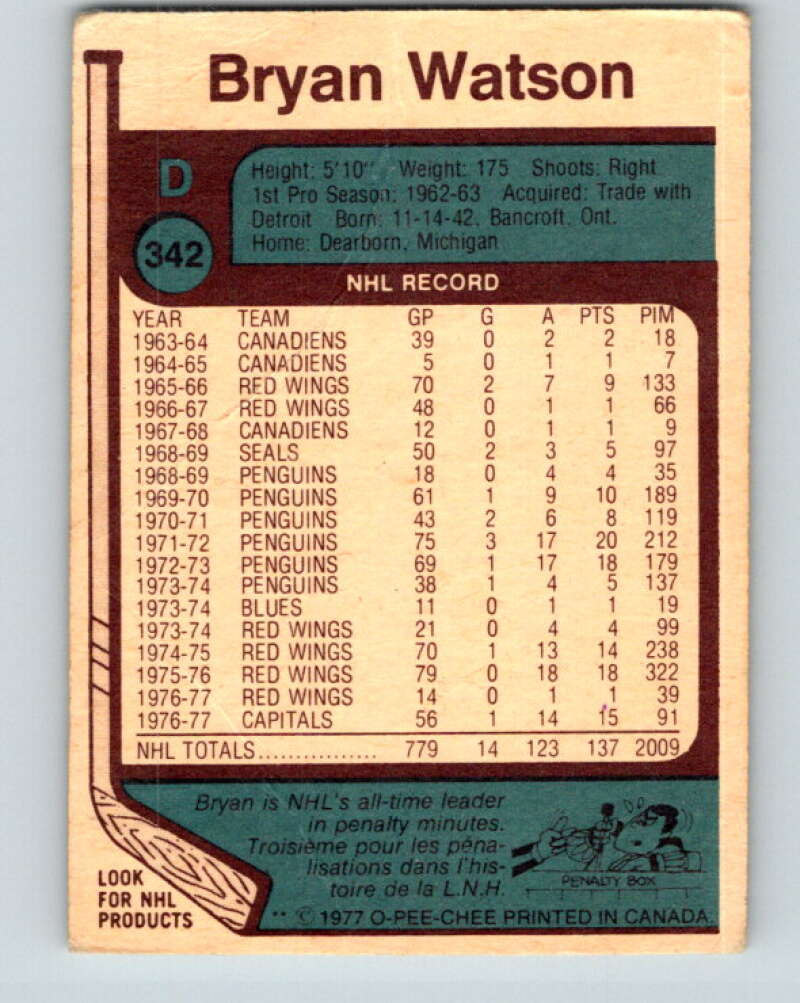 Bryan Watson
D
342
Height: 5'10" Weight: 175 Shoots: Right
1st Pro Season: 1962-63 Acquired: Trade with
Detroit Born: 11-14-42, Bancroft, Ont.
Home: Dearborn, Michigan
NHL RECORD
YEAR TEAM GP G A PTS PIM
1963-64 CANADIENS 39 0 2 2 18
1964-65 CANADIENS 5 0 1 1 7
1965-66 RED WINGS 70 2 7 9 133
1966-67 RED WINGS 48 0 1 1 66
1967-68 CANADIENS 12 0 1 1 9
1968-69 SEALS 50 2 3 5 97
1968-69 PENGUINS 18 0 4 4 35
1969-70 PENGUINS 61 1 9 10 189
1970-71 PENGUINS 43 2 6 8 119
1971-72 PENGUINS 75 3 17 20 212
1972-73 PENGUINS 69 1 17 18 179
1973-74 PENGUINS 38 1 4 5 137
1973-74 BLUES 11 0 1 1 19
1973-74 RED WINGS 21 0 4 4 99
1974-75 RED WINGS 70 1 13 14 238
1975-76 RED WINGS 79 0 18 18 322
1976-77 RED WINGS 14 0 1 1 39
1976-77 CAPITALS 56 1 14 15 91
NHL TOTALS................ 779 14 123 137 2009
Bryan is NHL's all-time leader
in penalty minutes.
Troisième pour les péna-
lisations dans l'his-
toire de la L.N.H.
PENALTY BOX
LOOK
FOR NHL
PRODUCTS
** © 1977 O-PEE-CHEE PRINTED IN CANADA.